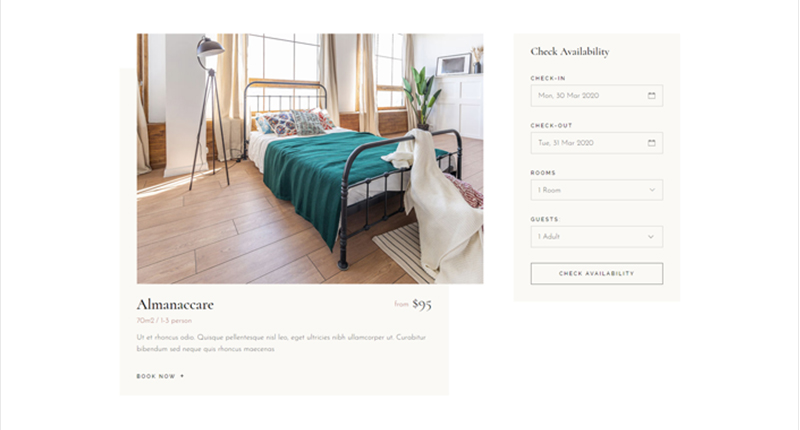 Check Availability
CHECK-IN
Mon, 30 Mar 2020
CHECK-OUT
Tue, 31 Mar 2020
ROOMS
1 Room
GUESTS
1 Adult
CHECK AVAILABILITY
Almanaccare
from $95
70m2 / 1-3 person
Ut et rhoncus odio. Quisque pellentesque nisl leo, eget ultricies nibh ullamcorper ut. Curabitur
bibendum sed neque quis rhoncus maecenas
BOOK NOW +